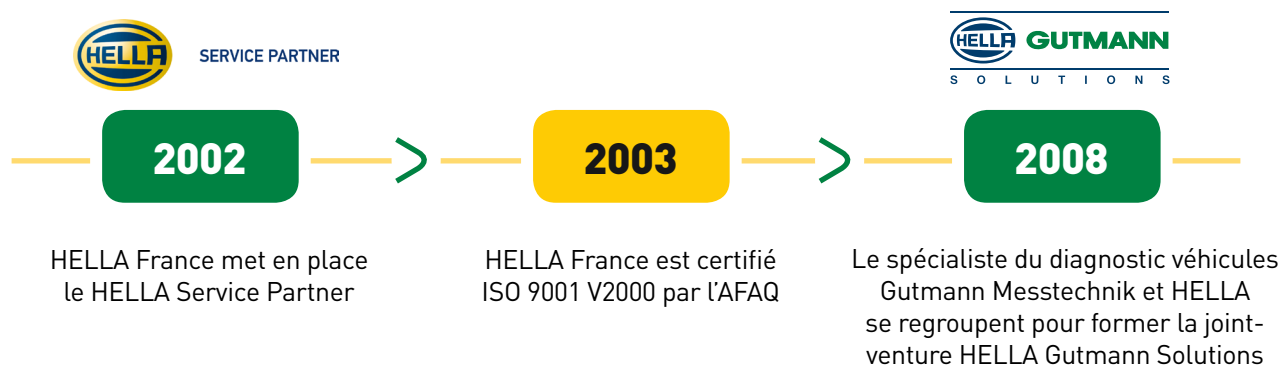 HELLA
SERVICE PARTNER
HELLA GUTMANN
SOLUTIONS
2002
2003
2008
HELLA France met en place
le HELLA Service Partner
HELLA France est certifié
ISO 9001 V2000 par l’AFAQ
Le spécialiste du diagnostic véhicules
Gutmann Messtechnik et HELLA
se regroupent pour former la joint-
venture HELLA Gutmann Solutions